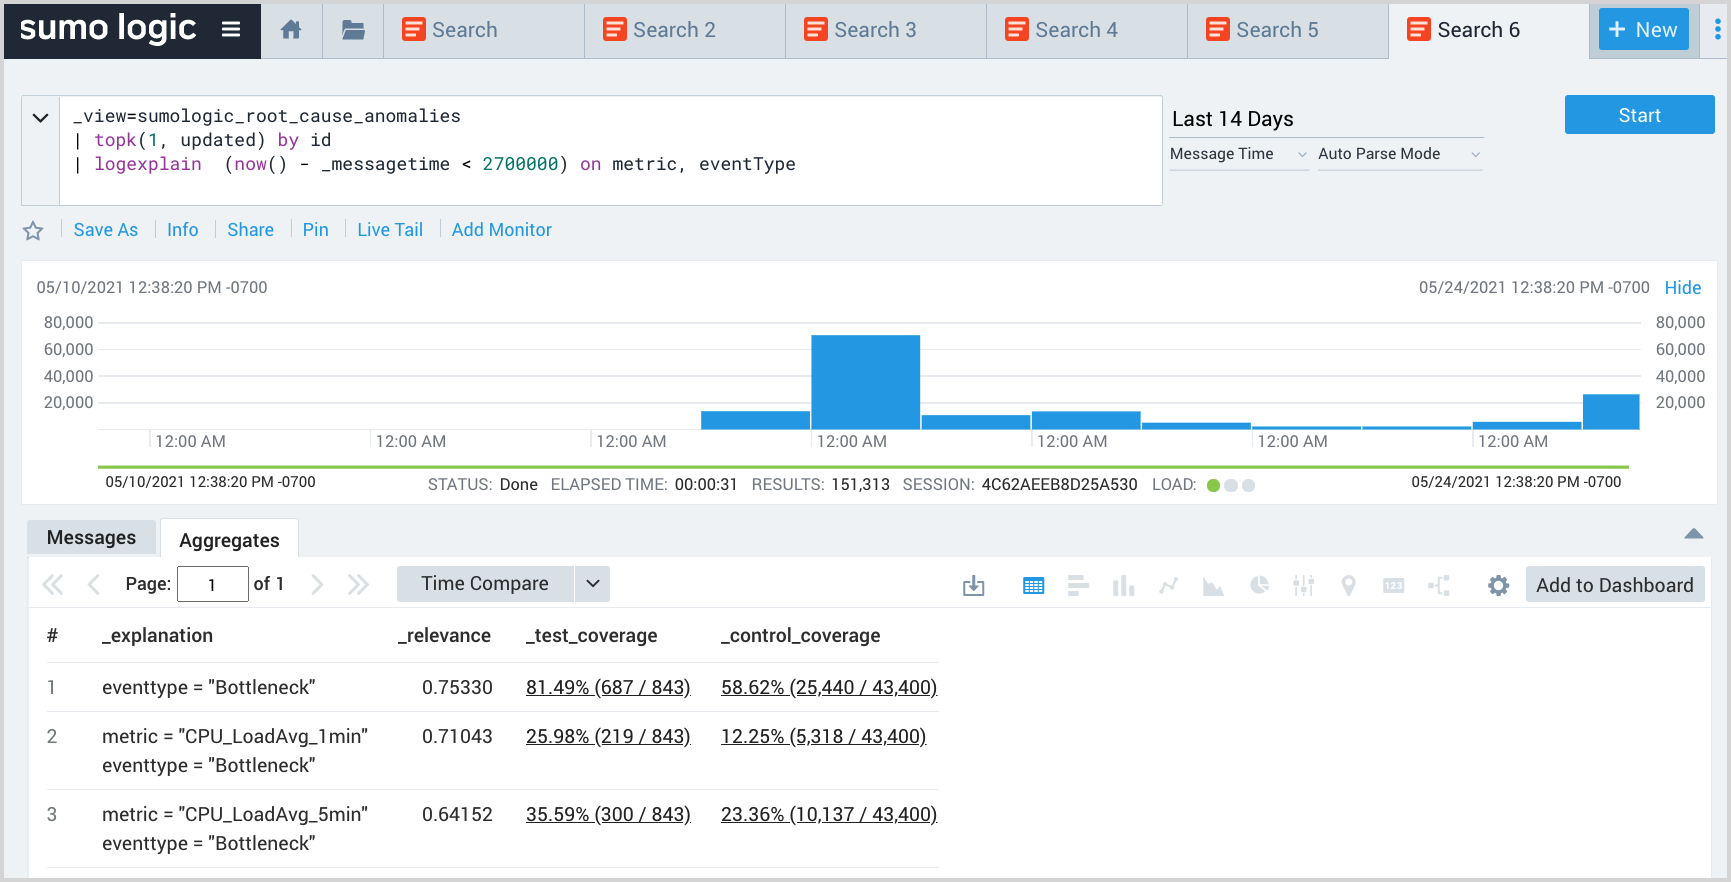 sumo logic
Search
Search 2
Search 3
Search 4
Search 5
Search 6
+ New
_view=sumologic_root_cause_anomalies
| topk(1, updated) by id
| logexplain  (now() - _messagetime < 2700000) on metric, eventType
Last 14 Days
Message Time
Auto Parse Mode
Start
Save As
Info
Share
Pin
Live Tail
Add Monitor
05/10/2021 12:38:20 PM -0700
05/24/2021 12:38:20 PM -0700
Hide
80,000
60,000
40,000
20,000
80,000
60,000
40,000
20,000
12:00 AM
12:00 AM
12:00 AM
12:00 AM
12:00 AM
12:00 AM
12:00 AM
05/10/2021 12:38:20 PM -0700
STATUS: Done ELAPSED TIME: 00:00:31 RESULTS: 151,313 SESSION: 4C62AEEB8D25A530 LOAD:
05/24/2021 12:38:20 PM -0700
Messages
Aggregates
Page: 1 of 1
Time Compare
123
Add to Dashboard
# _explanation _relevance _test_coverage _control_coverage
1 eventtype = "Bottleneck" 0.75330 81.49% (687 / 843) 58.62% (25,440 / 43,400)
2 metric = "CPU_LoadAvg_1min" 0.71043 25.98% (219 / 843) 12.25% (5,318 / 43,400)
eventtype = "Bottleneck"
3 metric = "CPU_LoadAvg_5min" 0.64152 35.59% (300 / 843) 23.36% (10,137 / 43,400)
eventtype = "Bottleneck"